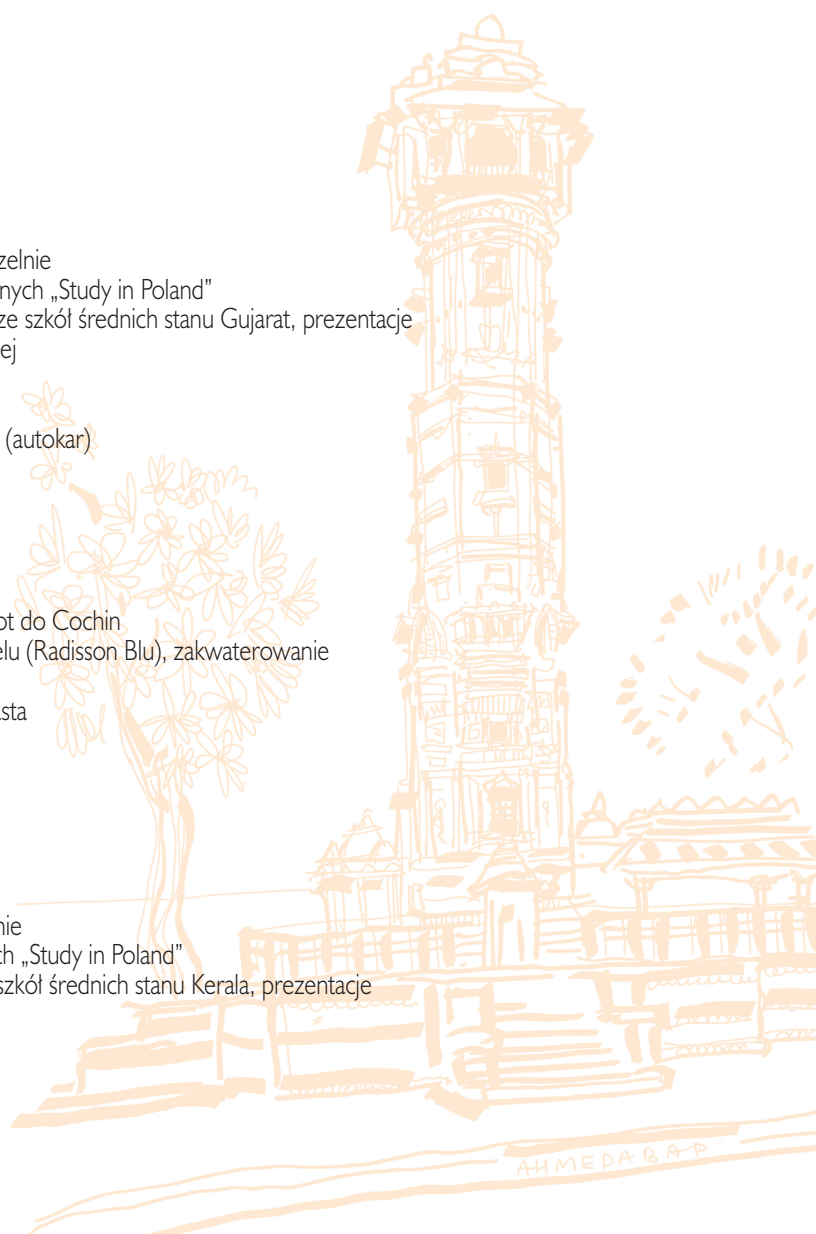 zelnie
nych „Study in Poland”
ze szkół średnich stanu Gujarat, prezentacje
ej
(autokar)
ot do Cochin
elu (Radisson Blu), zakwaterowanie
asta
nie
ch „Study in Poland”
szkół średnich stanu Kerala, prezentacje
AHMEDABAD